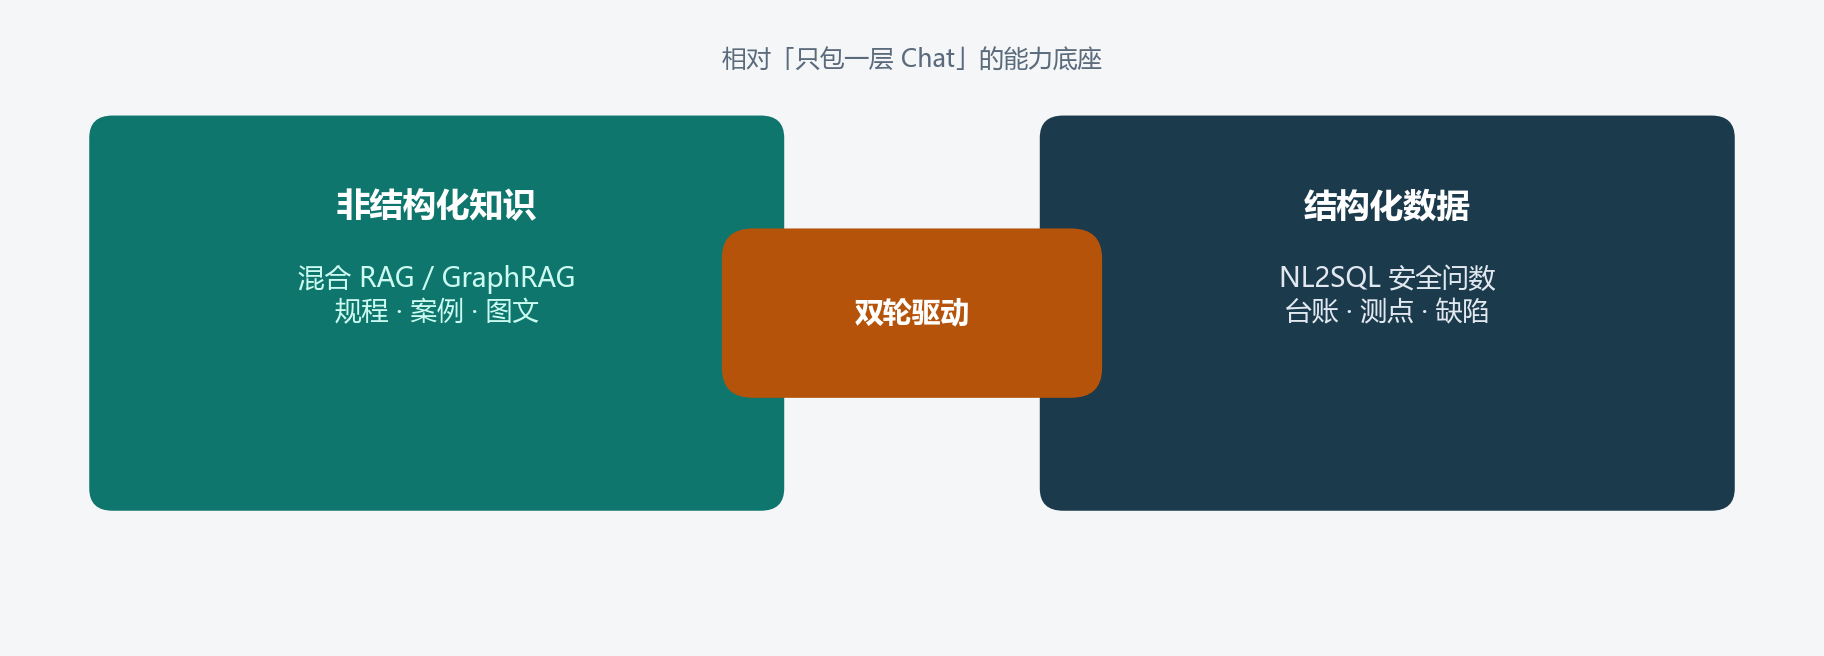 相对「只包一层 Chat」的能力底座
非结构化知识
混合 RAG / GraphRAG
规程 · 案例 · 图文
双轮驱动
结构化数据
NL2SQL 安全问数
台账 · 测点 · 缺陷